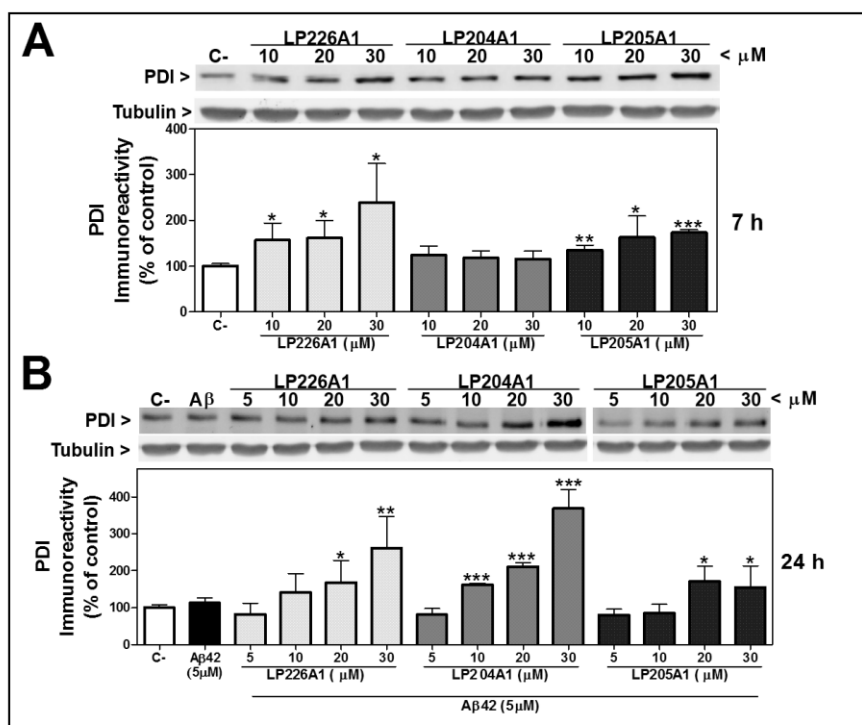 A
LP226A1 LP204A1 LP205A1
C- 10 20 30 10 20 30 10 20 30 < μM
PDI >
Tubulin >
PDI
Immunoreactivity
(% of control)
400
300
200
100
0
* * * ** * ***
7 h
C- 10 20 30 10 20 30 10 20 30
LP226A1 (μM) LP204A1 (μM) LP205A1 (μM)
B
LP226A1 LP204A1 LP205A1
C- Aβ 5 10 20 30 5 10 20 30 5 10 20 30 < μM
PDI >
Tubulin >
PDI
Immunoreactivity
(% of control)
400
300
200
100
0
* ** *** *** *** * *
24 h
C- Aβ42 (5μM) 5 10 20 30 5 10 20 30 5 10 20 30
LP226A1 (μM) LP204A1 (μM) LP205A1 (μM)
Aβ42 (5μM)